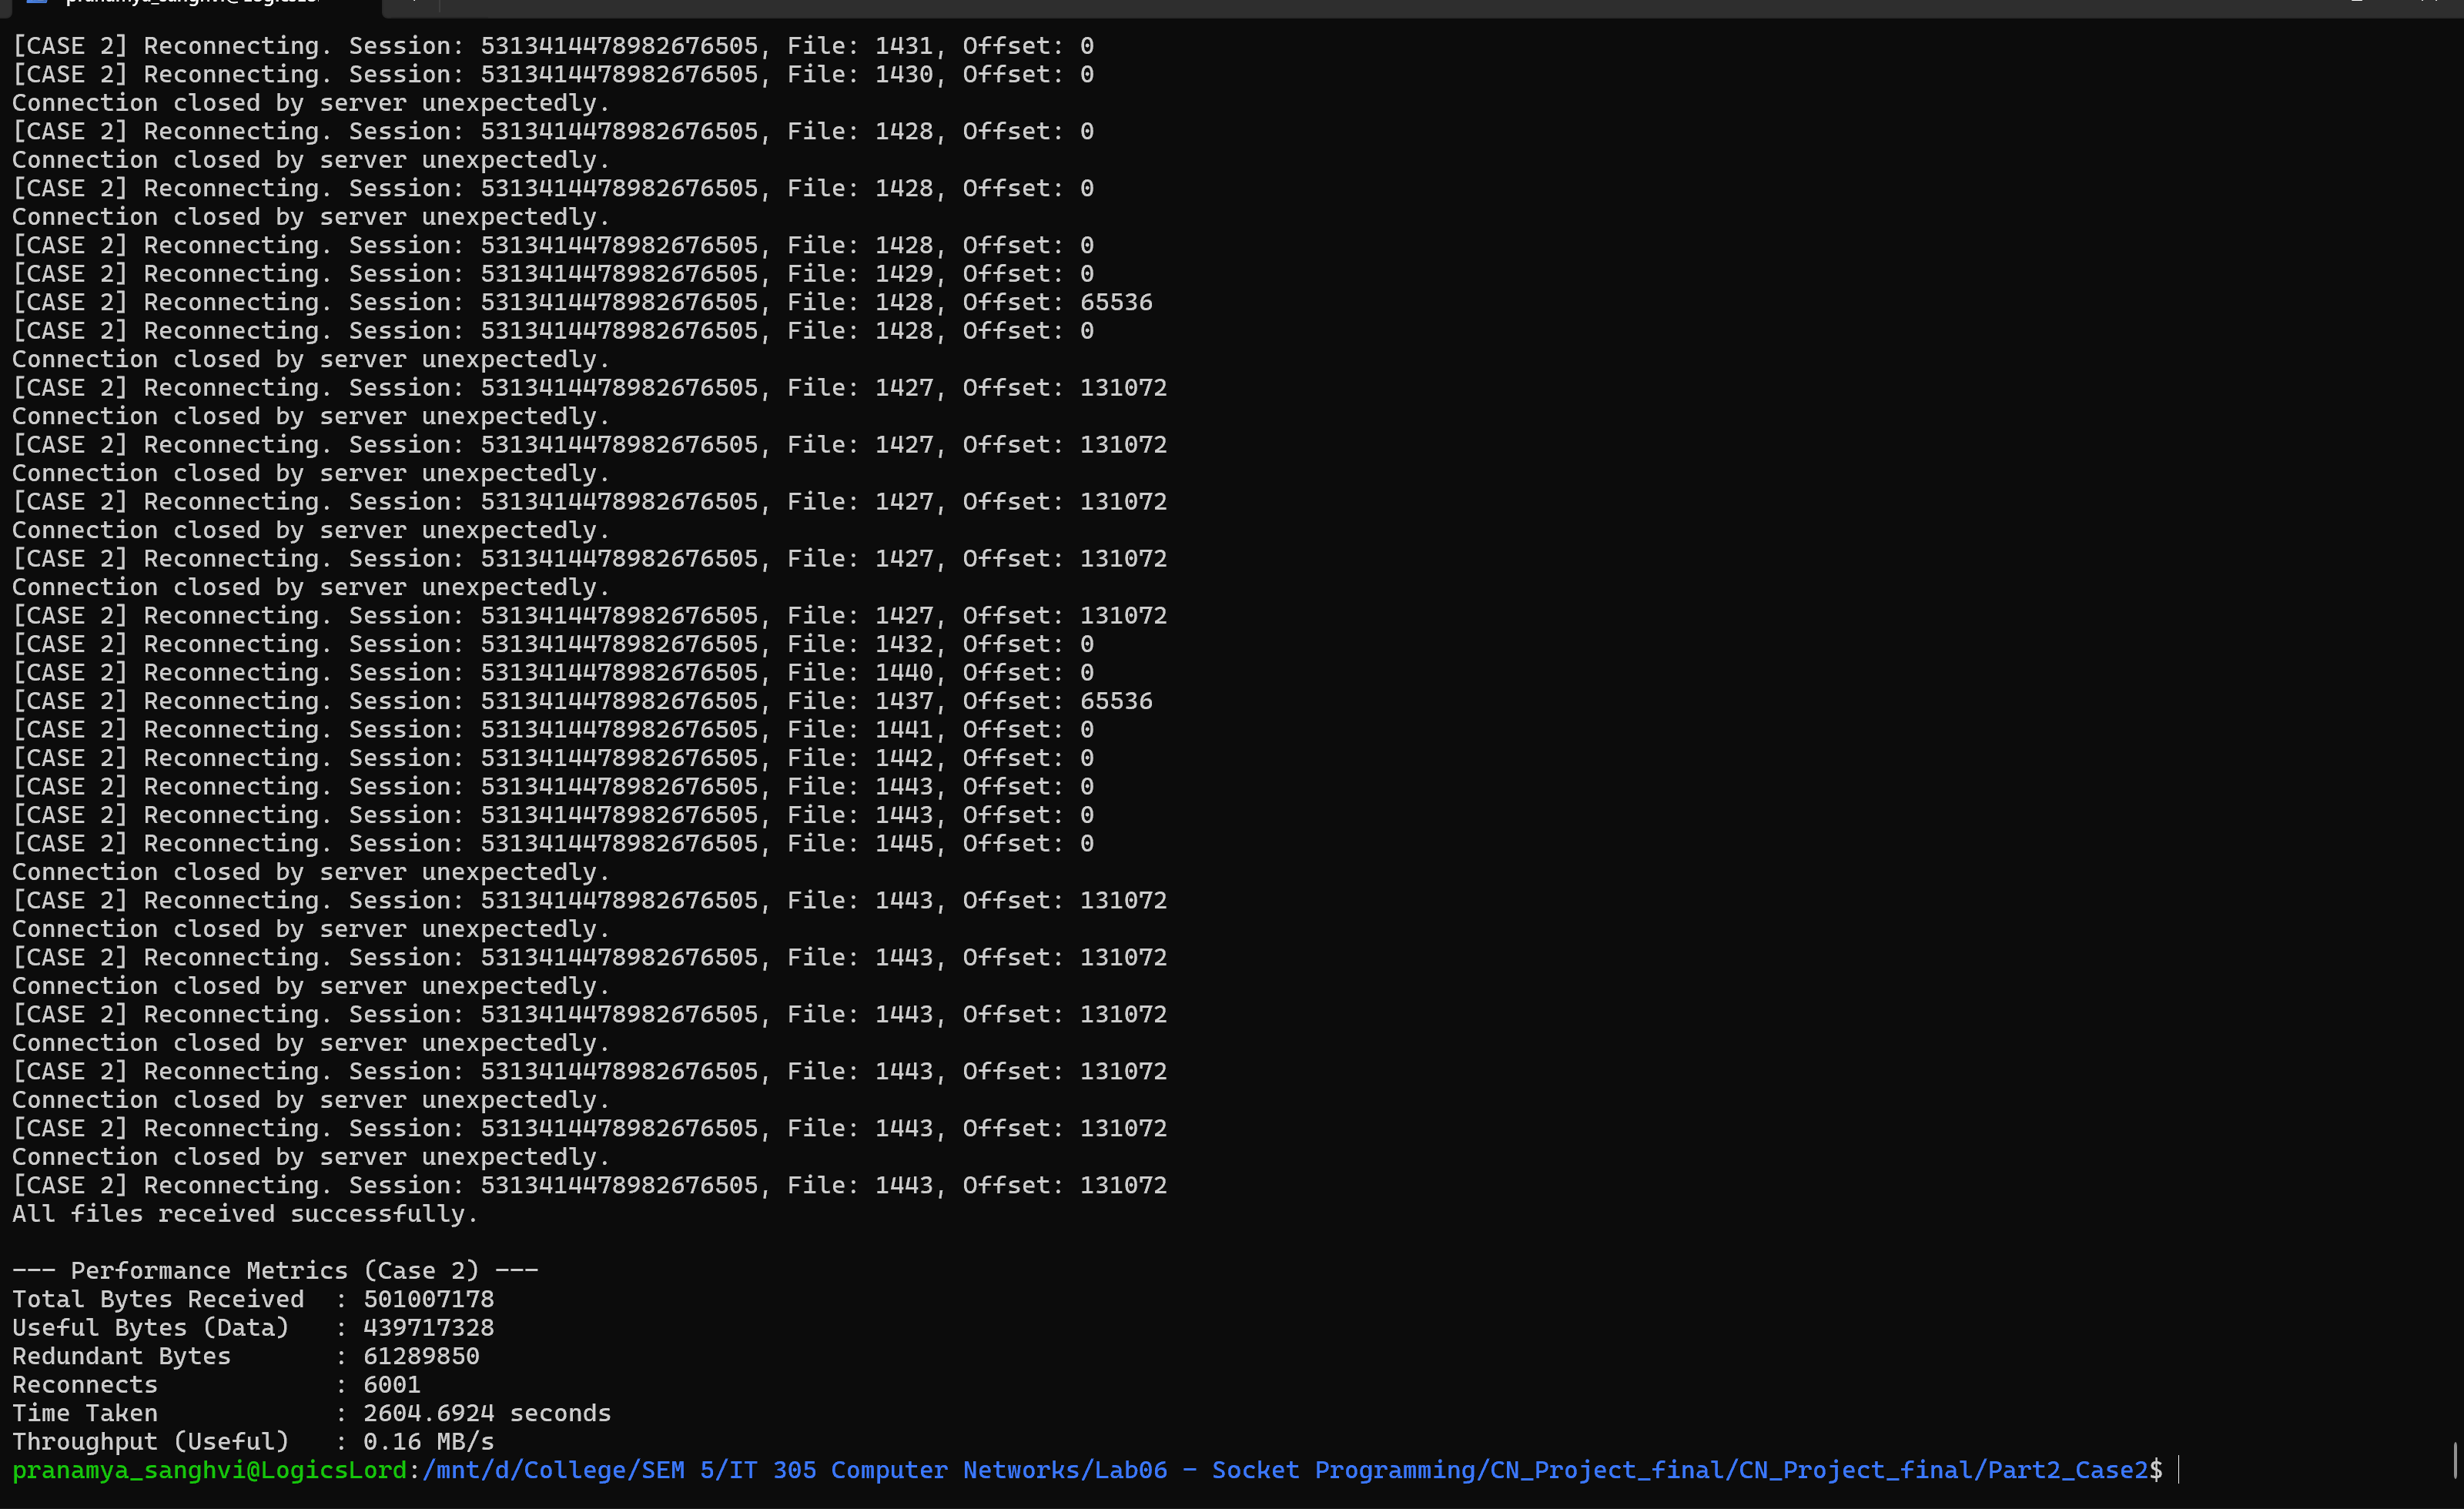 [CASE 2] Reconnecting. Session: 5313414478982676505, File: 1431, Offset: 0
[CASE 2] Reconnecting. Session: 5313414478982676505, File: 1430, Offset: 0
Connection closed by server unexpectedly.
[CASE 2] Reconnecting. Session: 5313414478982676505, File: 1428, Offset: 0
Connection closed by server unexpectedly.
[CASE 2] Reconnecting. Session: 5313414478982676505, File: 1428, Offset: 0
Connection closed by server unexpectedly.
[CASE 2] Reconnecting. Session: 5313414478982676505, File: 1428, Offset: 0
[CASE 2] Reconnecting. Session: 5313414478982676505, File: 1429, Offset: 0
[CASE 2] Reconnecting. Session: 5313414478982676505, File: 1428, Offset: 65536
[CASE 2] Reconnecting. Session: 5313414478982676505, File: 1428, Offset: 0
Connection closed by server unexpectedly.
[CASE 2] Reconnecting. Session: 5313414478982676505, File: 1427, Offset: 131072
Connection closed by server unexpectedly.
[CASE 2] Reconnecting. Session: 5313414478982676505, File: 1427, Offset: 131072
Connection closed by server unexpectedly.
[CASE 2] Reconnecting. Session: 5313414478982676505, File: 1427, Offset: 131072
Connection closed by server unexpectedly.
[CASE 2] Reconnecting. Session: 5313414478982676505, File: 1427, Offset: 131072
Connection closed by server unexpectedly.
[CASE 2] Reconnecting. Session: 5313414478982676505, File: 1427, Offset: 131072
[CASE 2] Reconnecting. Session: 5313414478982676505, File: 1432, Offset: 0
[CASE 2] Reconnecting. Session: 5313414478982676505, File: 1440, Offset: 0
[CASE 2] Reconnecting. Session: 5313414478982676505, File: 1437, Offset: 65536
[CASE 2] Reconnecting. Session: 5313414478982676505, File: 1441, Offset: 0
[CASE 2] Reconnecting. Session: 5313414478982676505, File: 1442, Offset: 0
[CASE 2] Reconnecting. Session: 5313414478982676505, File: 1443, Offset: 0
[CASE 2] Reconnecting. Session: 5313414478982676505, File: 1443, Offset: 0
[CASE 2] Reconnecting. Session: 5313414478982676505, File: 1445, Offset: 0
Connection closed by server unexpectedly.
[CASE 2] Reconnecting. Session: 5313414478982676505, File: 1443, Offset: 131072
Connection closed by server unexpectedly.
[CASE 2] Reconnecting. Session: 5313414478982676505, File: 1443, Offset: 131072
Connection closed by server unexpectedly.
[CASE 2] Reconnecting. Session: 5313414478982676505, File: 1443, Offset: 131072
Connection closed by server unexpectedly.
[CASE 2] Reconnecting. Session: 5313414478982676505, File: 1443, Offset: 131072
Connection closed by server unexpectedly.
[CASE 2] Reconnecting. Session: 5313414478982676505, File: 1443, Offset: 131072
Connection closed by server unexpectedly.
[CASE 2] Reconnecting. Session: 5313414478982676505, File: 1443, Offset: 131072
All files received successfully.
--- Performance Metrics (Case 2) ---
Total Bytes Received : 501007178
Useful Bytes (Data) : 439717328
Redundant Bytes : 61289850
Reconnects : 6001
Time Taken : 2604.6924 seconds
Throughput (Useful) : 0.16 MB/s
pranamya_sanghvi@LogicsLord:/mnt/d/College/SEM 5/IT 305 Computer Networks/Lab06 - Socket Programming/CN_Project_final/CN_Project_final/Part2_Case2$